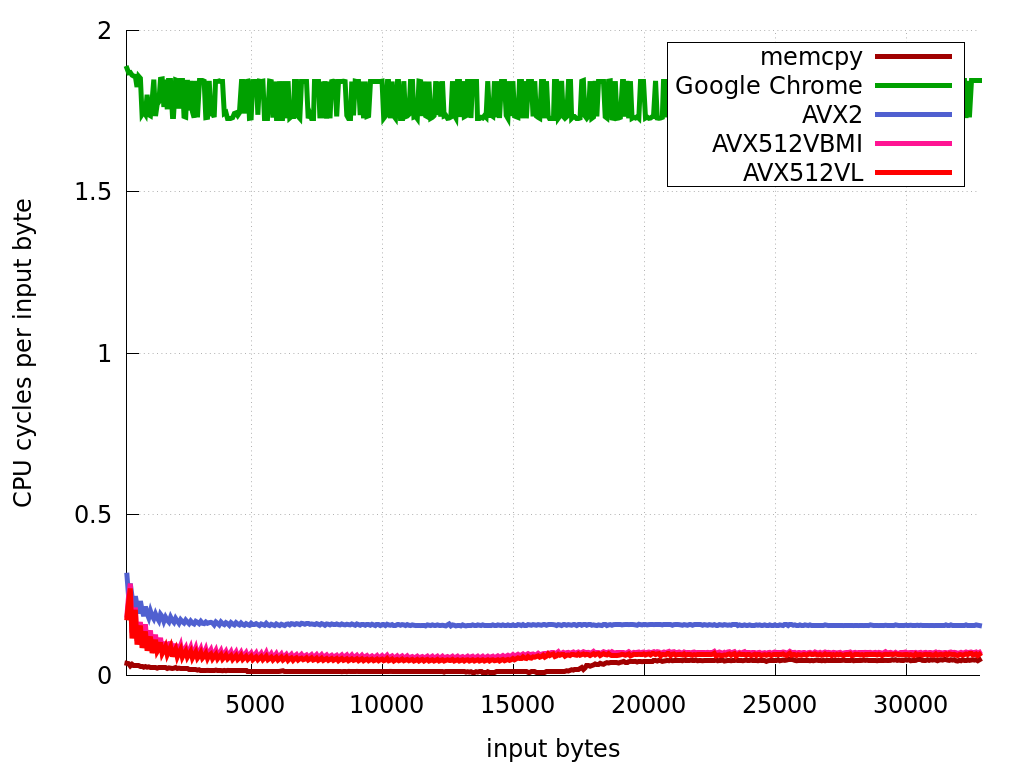 2
1.5
1
0.5
0
CPU cycles per input byte
memcpy
Google Chrome
AVX2
AVX512VBMI
AVX512VL
5000 10000 15000 20000 25000 30000
input bytes